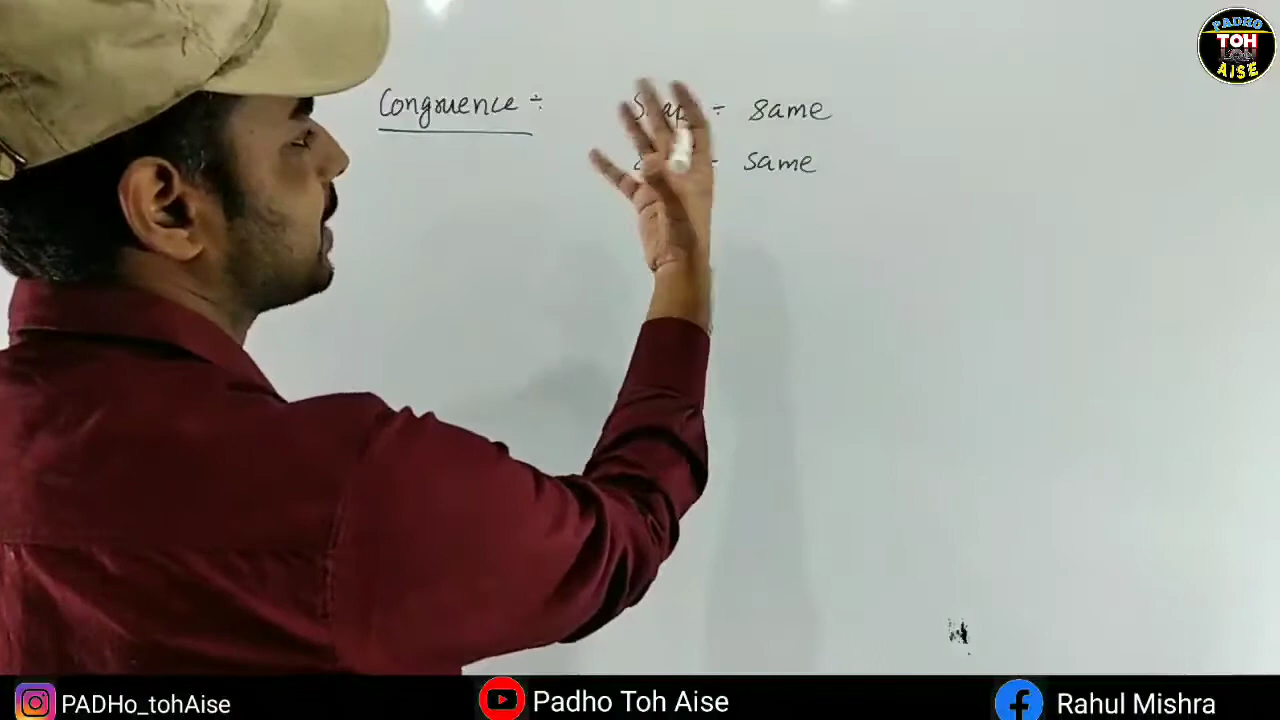 PADHO
TOH
AISE
Congruence ÷ ÷ same
- same
PADHo_tohAise
Padho Toh Aise
Rahul Mishra